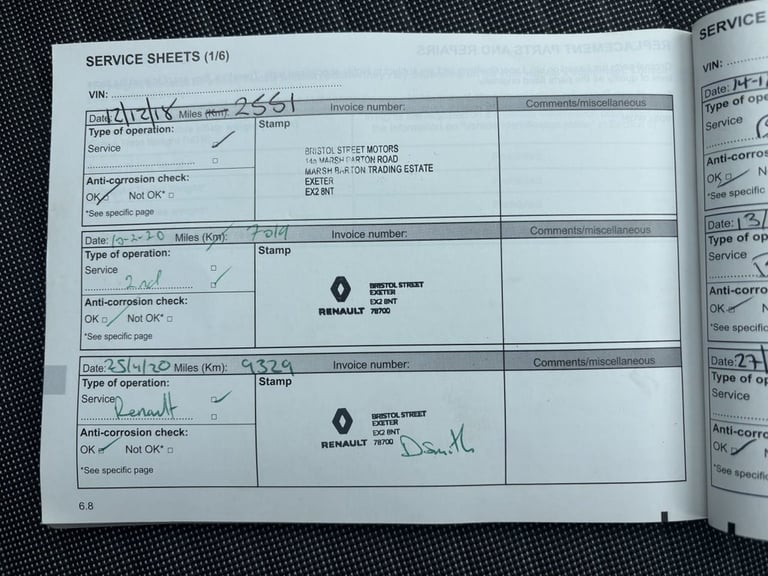 SERVICE SHEETS (1/6)
VIN:
Date: 12/12/18 Miles (Km): 2551 Invoice number: Comments/miscellaneous
Type of operation: Stamp
Service
BRISTOL STREET MOTORS
14a MARSH BARTON ROAD
MARSH BARTON TRADING ESTATE
EXETER
EX2 8NT
Anti-corrosion check:
OK Not OK*
*See specific page
Date: 10-2-20 Miles (Km): 7019 Invoice number: Comments/miscellaneous
Type of operation: Stamp
Service
2nd
BRISTOL STREET
EXETER
EX2 8NT
RENAULT 78700
Anti-corrosion check:
OK Not OK*
*See specific page
Date: 25/4/20 Miles (Km): 9329 Invoice number: Comments/miscellaneous
Type of operation: Stamp
Service
Renault
BRISTOL STREET
EXETER
EX2 8NT
RENAULT 78700
DSmith
Anti-corrosion check:
OK Not OK*
*See specific page
6.8
SERVICE
VIN:
Date: 14-1
Type of ope
Service
Anti-corros
OK N
*See specific
Date: 13/
Type of op
Service
Anti-corro
OK N
*See specific
Date: 27/
Type of op
Service
Anti-corro
OK N
*See specific